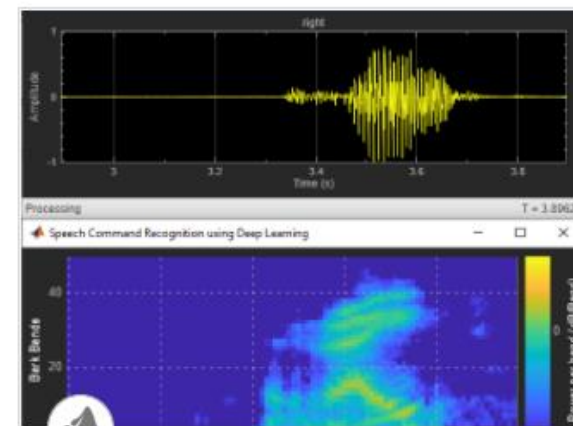 right
1
Amplitude
0
-1
3
3.2
3.4
3.6
3.8
Time (s)
Processing
T = 3.8962
Speech Command Recognition using Deep Learning
40
Bark Bands
20
0